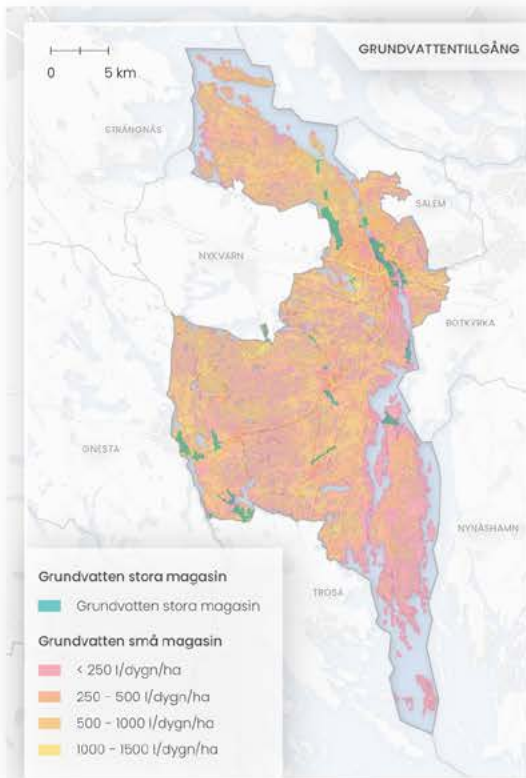 GRUNDVATTENTILLGÅNG
0 5 km
STRÄNGNÄS
SALEM
NYKVARN
BOTKYRKA
GNESTA
NYNÄSHAMN
TROSA
Grundvatten stora magasin
Grundvatten stora magasin
Grundvatten små magasin
< 250 l/dygn/ha
250 - 500 l/dygn/ha
500 - 1000 l/dygn/ha
1000 - 1500 l/dygn/ha